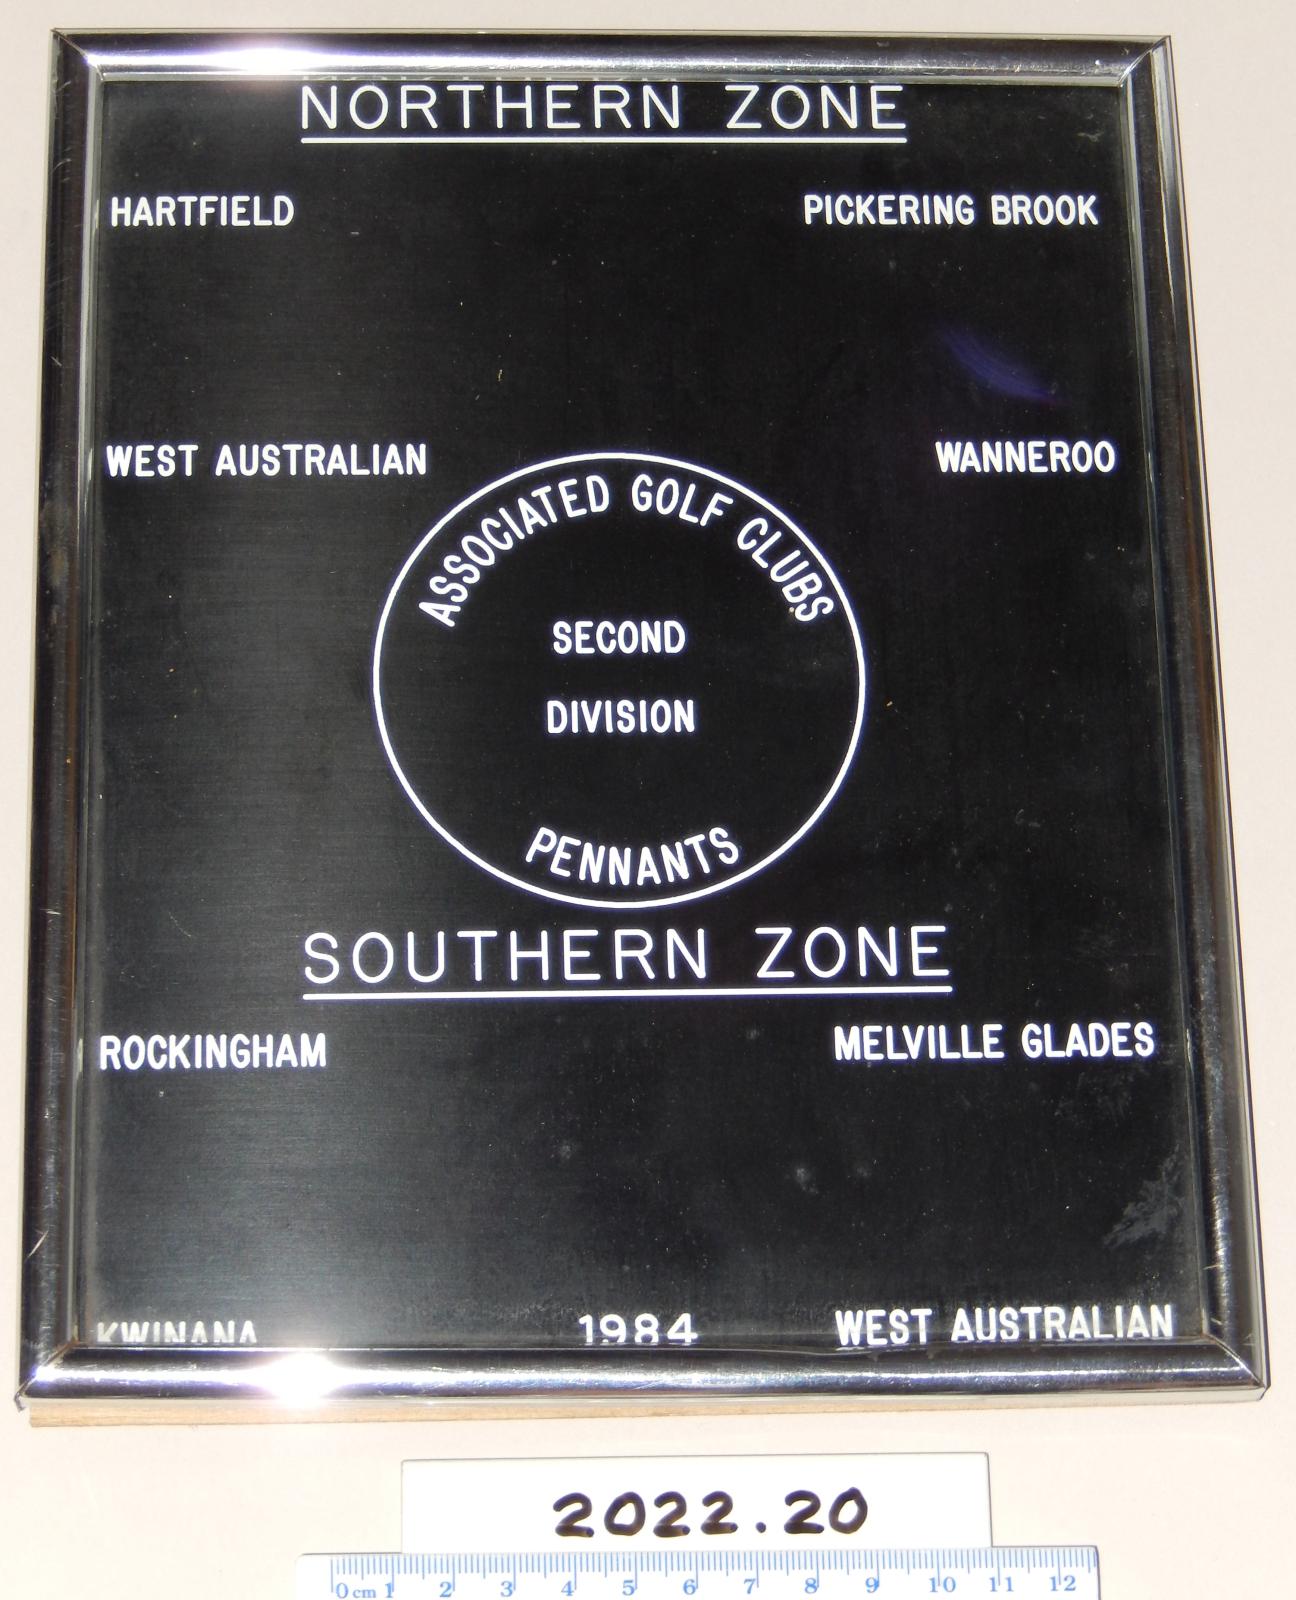 NORTHERN ZONE
HARTFIELD
PICKERING BROOK
WEST AUSTRALIAN
WANNEROO
ASSOCIATED GOLF CLUBS
SECOND
DIVISION
PENNANTS
SOUTHERN ZONE
ROCKINGHAM
MELVILLE GLADES
KWINANA
1984
WEST AUSTRALIAN
2022.20
0 cm 1 2 3 4 5 6 7 8 9 10 11 12